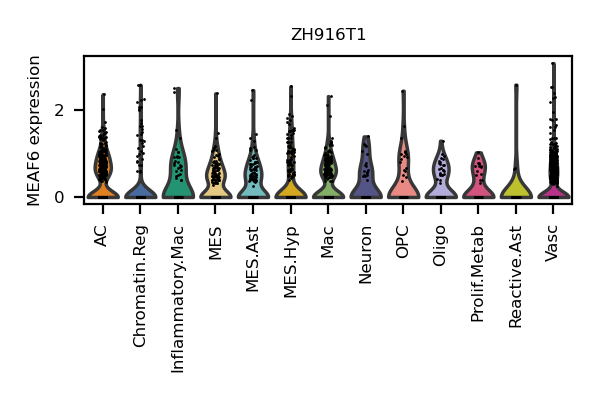 ZH916T1
MEAF6 expression
2
0
AC
Chromatin.Reg
Inflammatory.Mac
MES
MES.Ast
MES.Hyp
Mac
Neuron
OPC
Oligo
Prolif.Metab
Reactive.Ast
Vasc